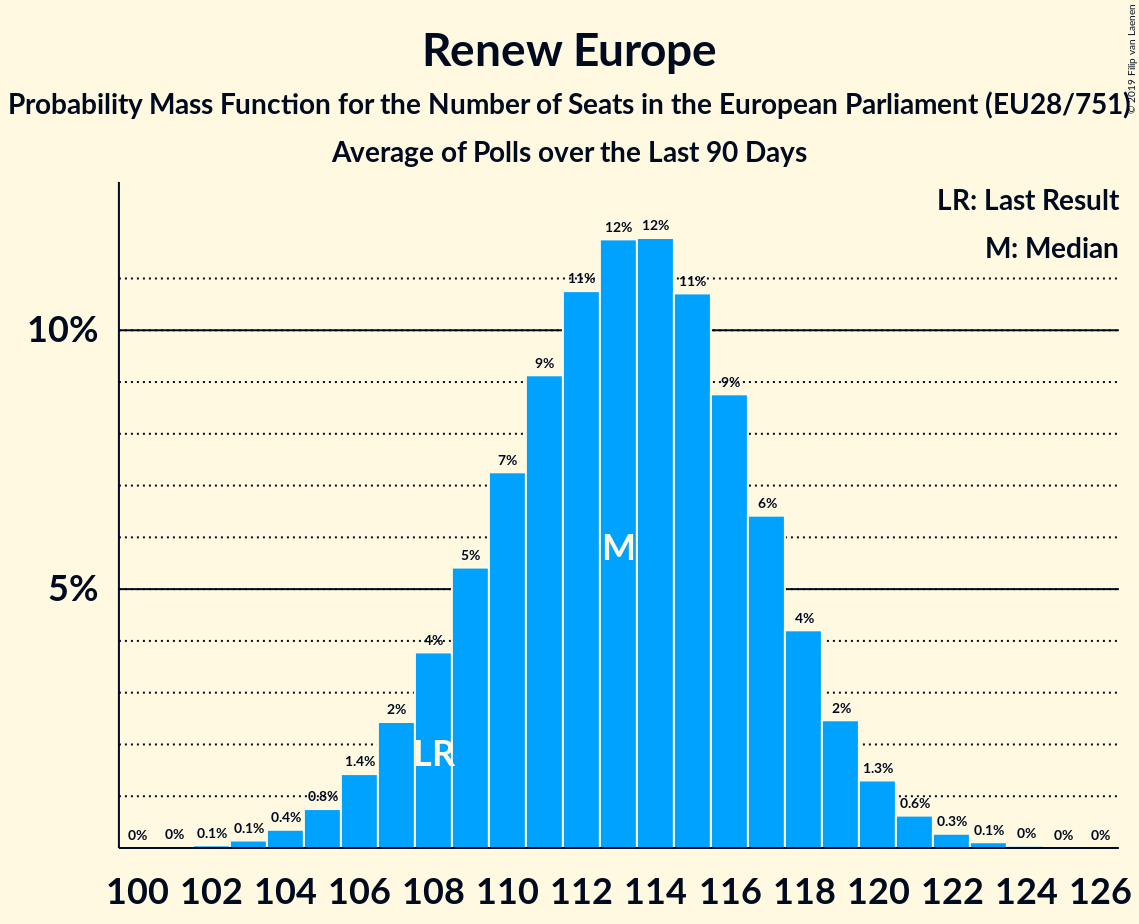 Renew Europe
Probability Mass Function for the Number of Seats in the European Parliament (EU28/751)
Average of Polls over the Last 90 Days
© 2019 Filip van Laenen
LR: Last Result
M: Median
10%
5%
0% 0% 0.1% 0.1% 0.4% 0.8% 1.4% 2% 4% 5% 7% 9% 11% 12% 12% 11% 9% 6% 4% 2% 1.3% 0.6% 0.3% 0.1% 0% 0% 0%
M
LR
100 102 104 106 108 110 112 114 116 118 120 122 124 126